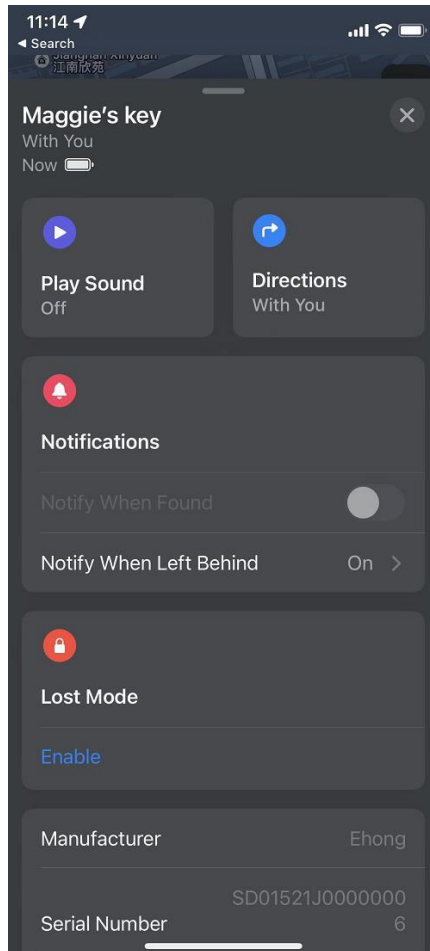 11:14
Search
Jiangnan Xinyuan
江南欣苑
Maggie's key
With You
Now
Play Sound
Off
Directions
With You
Notifications
Notify When Found
Notify When Left Behind
On
Lost Mode
Enable
Manufacturer
Ehong
Serial Number
SD01521J0000000
6